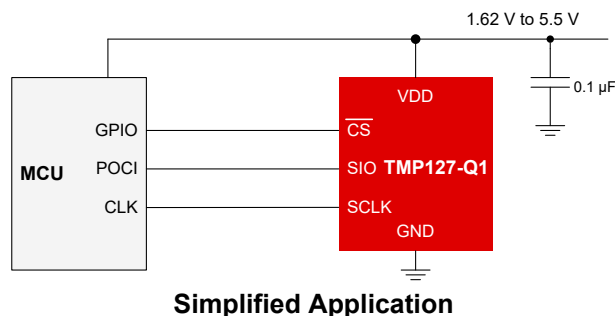 1.62 V to 5.5 V
0.1 µF
VDD
GPIO
CS
POCI
MCU
SIO TMP127-Q1
CLK
SCLK
GND
Simplified Application